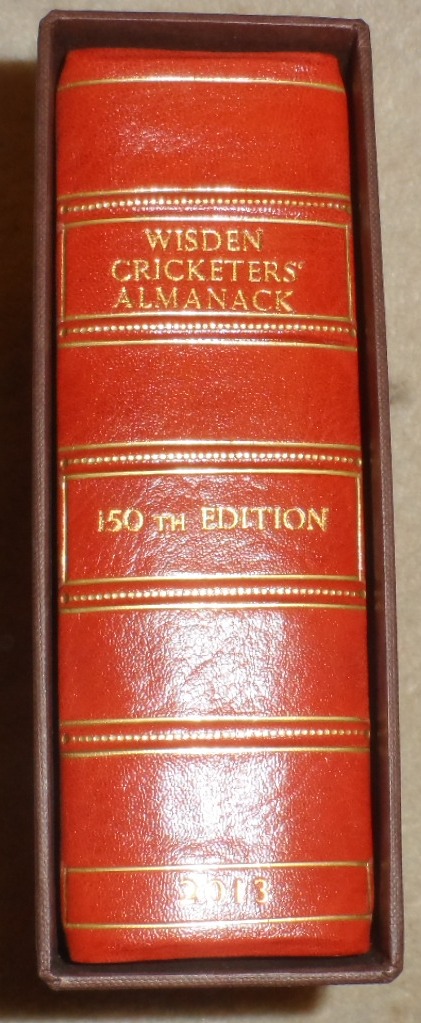 WISDEN
CRICKETERS'
ALMANACK
150 TH EDITION
2013